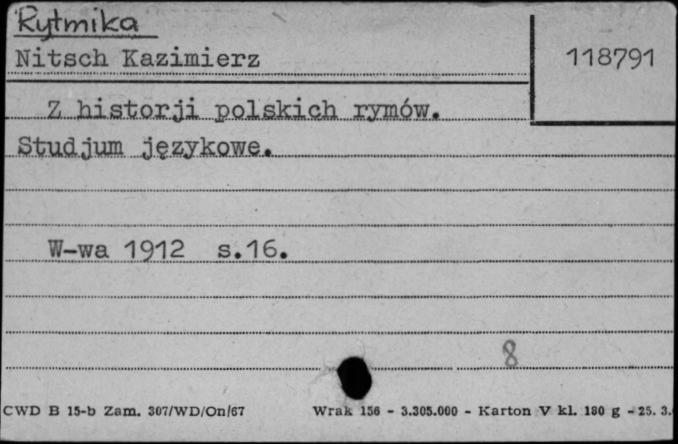 Rytmika
Nitsch Kazimierz
118791
Z historji polskich rymów.
Studjum językowe.
W-wa 1912 s.16.
8
CWD B 15-b Zam. 307/WD/On/67 Wrak 156 - 3.305.000 - Karton V kl. 180 g - 25. 3.